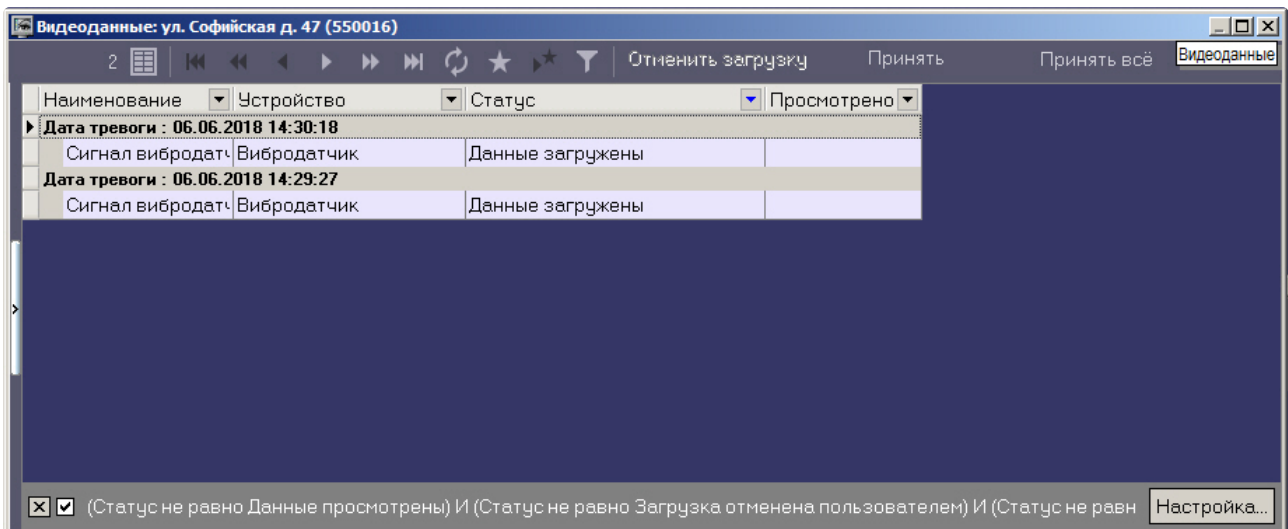 Видеоданные: ул. Софийская д. 47 (550016)
2 Отменить загрузку Принять Принять всё Видеоданные
Наименование Устройство Статус Просмотрено
Дата тревоги : 06.06.2018 14:30:18
Сигнал вибродатч Вибродатчик Данные загружены
Дата тревоги : 06.06.2018 14:29:27
Сигнал вибродатч Вибродатчик Данные загружены
(Статус не равно Данные просмотрены) И (Статус не равно Загрузка отменена пользователем) И (Статус не равн Настройка...